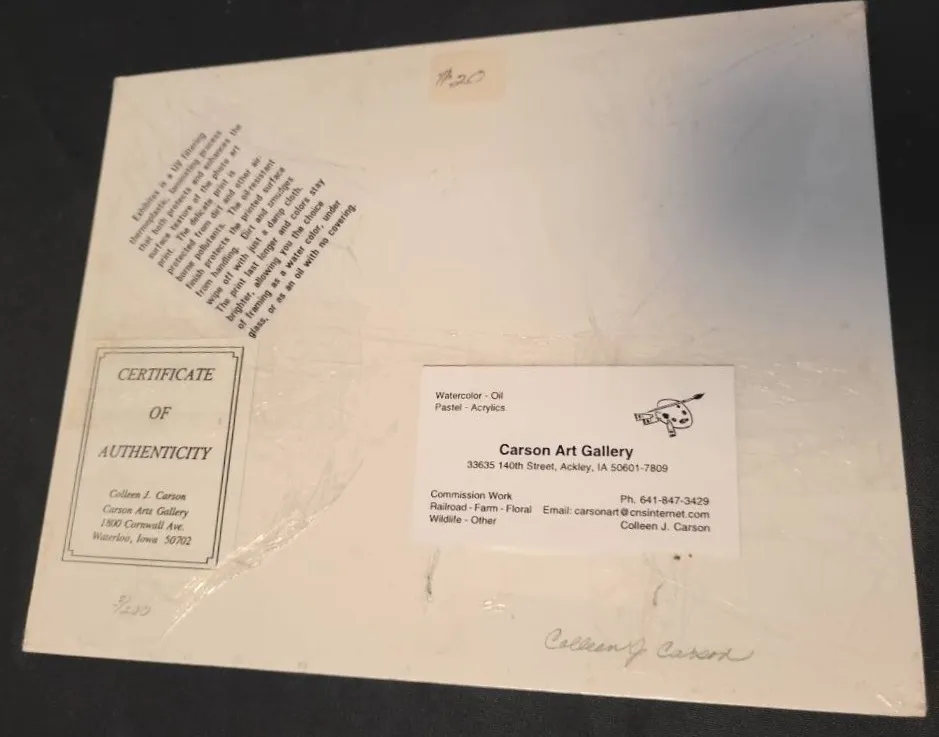 $20
Exhibitex is a UV filtering
thermoplastic, laminating process
that both protects and enhances the
surface texture of the photo art
print. The delicate print is
protected from dirt and other air-
borne pollutants. The oil-resistant
finish protects the printed surface
from handling. Dirt and smudges
wipe off with just a damp cloth.
The print last longer and colors stay
brighter, allowing you the choice
of framing as a water color, under
glass, or as an oil with no covering.
CERTIFICATE
OF
AUTHENTICITY
Colleen J. Carson
Carson Arts Gallery
1800 Cornwall Ave.
Waterloo, Iowa 50702
Watercolor - Oil
Pastel - Acrylics
Carson Art Gallery
33635 140th Street, Ackley, IA 50601-7809
Commission Work
Railroad - Farm - Floral
Wildlife - Other
Ph. 641-847-3429
Email: carsonart@cnsinternet.com
Colleen J. Carson
Colleen J Carson